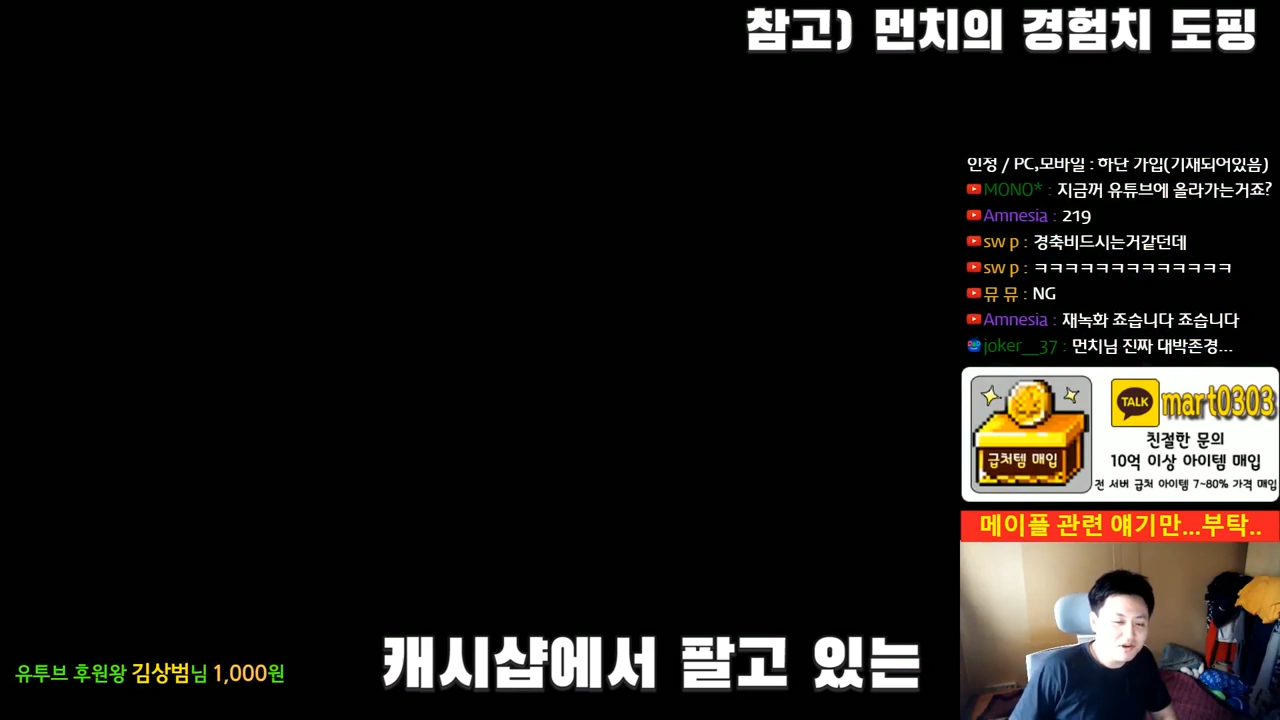 참고) 먼치의 경험치 도핑
인정 / PC,모바일 : 하단 가입(기재되어있음)
MONO* : 지금꺼 유튜브에 올라가는거죠?
Amnesia : 219
sw p : 경축비드시는거같던데
sw p : ㅋㅋㅋㅋㅋㅋㅋㅋㅋㅋㅋㅋㅋ
뮤 뮤 : NG
Amnesia : 재녹화 죠습니다 죠습니다
joker__37 : 먼치님 진짜 대박존경...
TALK mart0303
친절한 문의
급처템 매입
10억 이상 아이템 매입
전 서버 급처 아이템 7~80% 가격 매입
메이플 관련 얘기만...부탁..
캐시샵에서 팔고 있는
유투브 후원왕 김상범님 1,000원